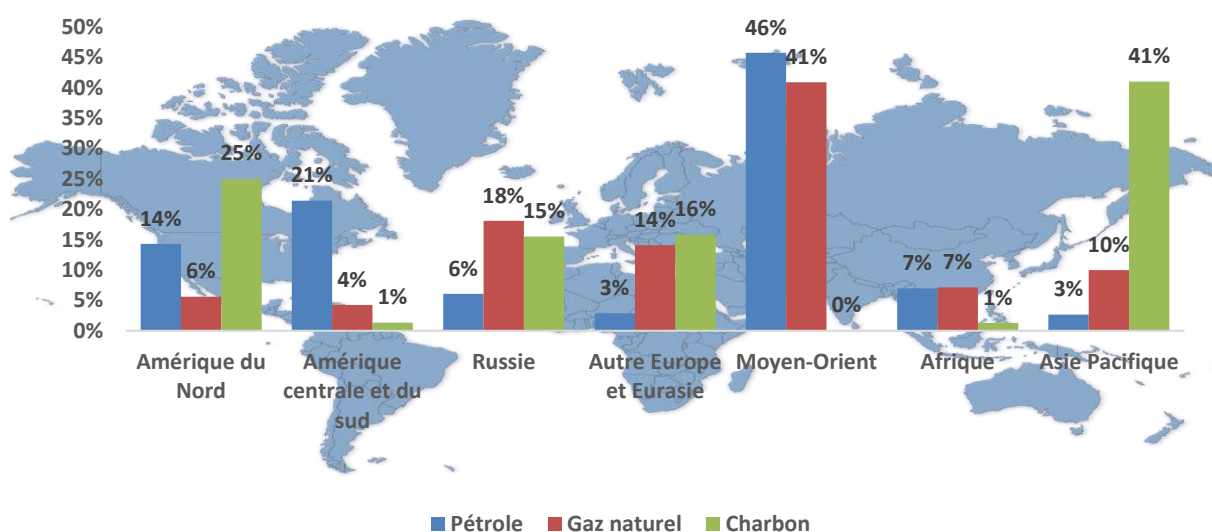 50%
45%
40%
35%
30%
25%
20%
15%
10%
5%
0%
14%
6%
25%
21%
4%
1%
6%
18%
15%
3%
14%
16%
46%
41%
0%
7%
7%
1%
3%
10%
41%
Amérique du
Nord
Amérique
centrale et du
sud
Russie
Autre Europe
et Eurasie
Moyen-Orient
Afrique
Asie Pacifique
Pétrole Gaz naturel Charbon